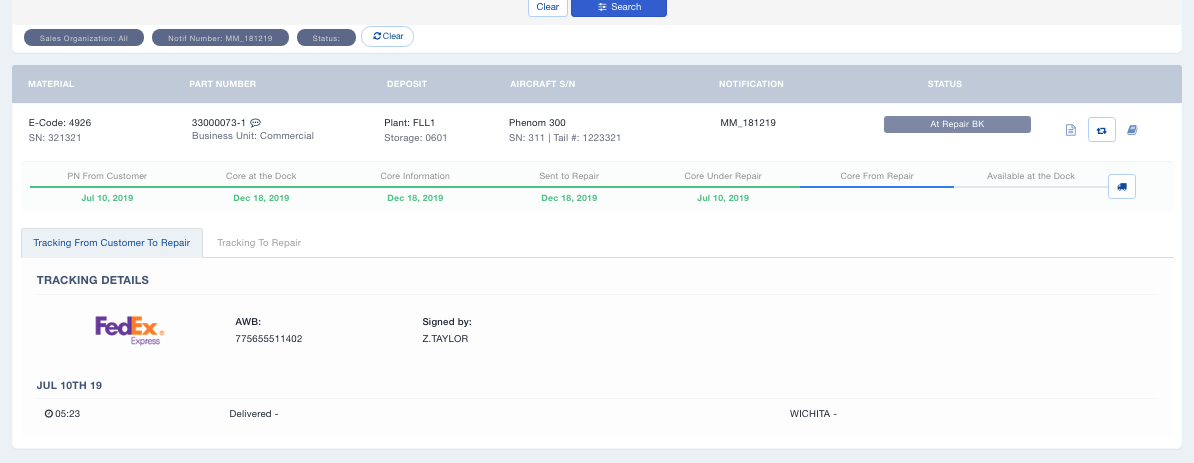 Clear Search
Sales Organization: All Notif Number: MM_181219 Status: Clear
MATERIAL PART NUMBER DEPOSIT AIRCRAFT S/N NOTIFICATION STATUS
E-Code: 4926 33000073-1 Plant: FLL1 Phenom 300 MM_181219 At Repair BK
SN: 321321 Business Unit: Commercial Storage: 0601 SN: 311 | Tail #: 1223321
PN From Customer Core at the Dock Core Information Sent to Repair Core Under Repair Core From Repair Available at the Dock
Jul 10, 2019 Dec 18, 2019 Dec 18, 2019 Dec 18, 2019 Jul 10, 2019
Tracking From Customer To Repair Tracking To Repair
TRACKING DETAILS
FedEx®
Express
AWB: Signed by:
775655511402 Z.TAYLOR
JUL 10TH 19
05:23 Delivered - WICHITA -